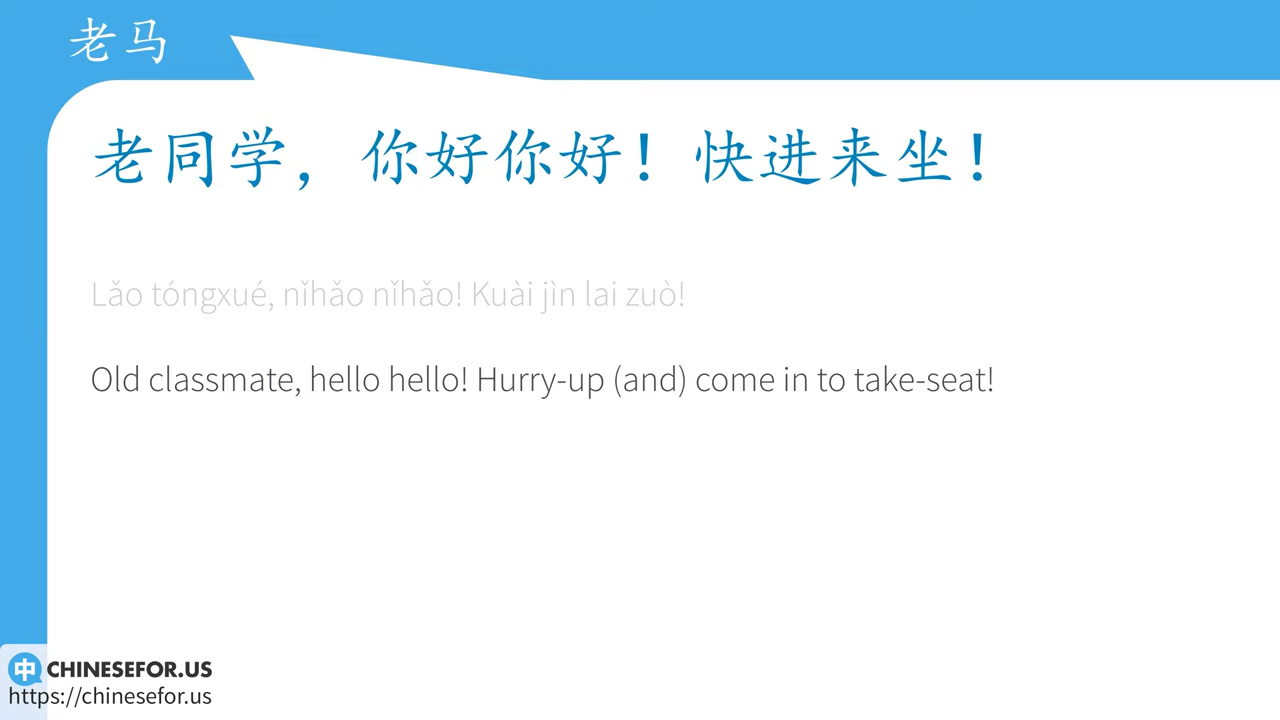 老马
老同学，你好你好！快进来坐！
Lǎo tóngxué, nǐhǎo nǐhǎo! Kuài jìn lai zuò!
Old classmate, hello hello! Hurry-up (and) come in to take-seat!
中 CHINESEFOR.US
https://chinesefor.us